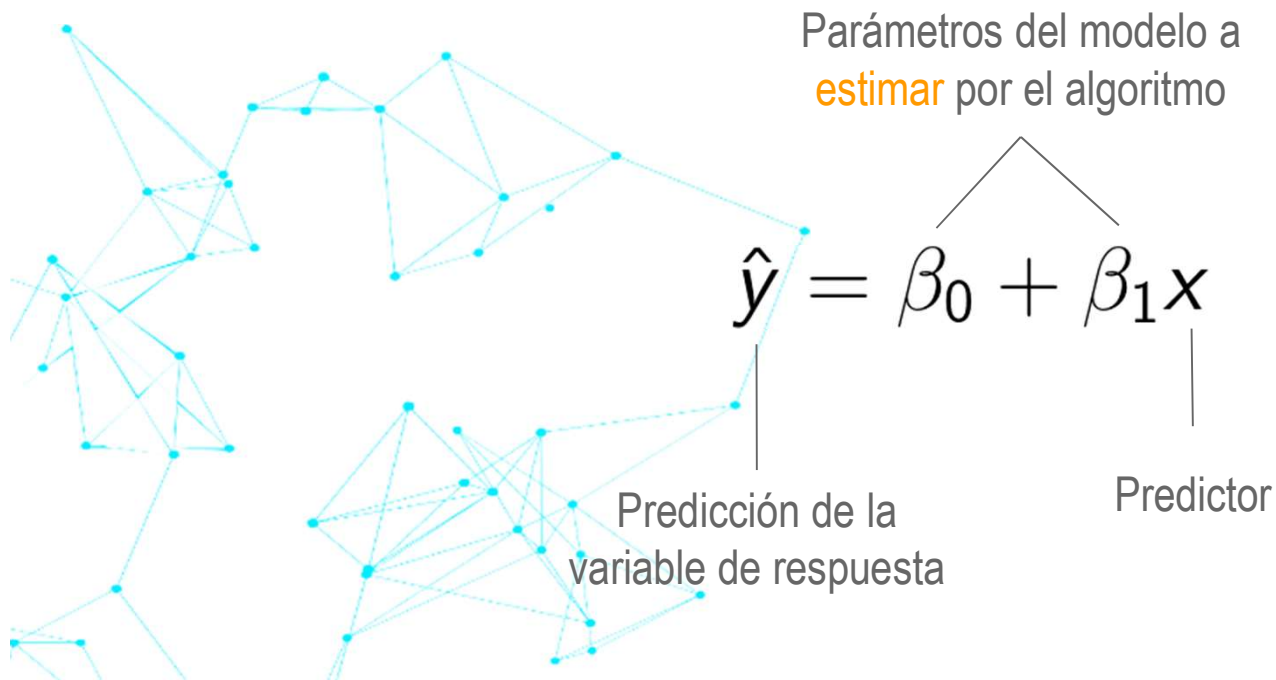 Parámetros del modelo a
estimar por el algoritmo
ŷ = β₀ + β₁x
Predicción de la
variable de respuesta
Predictor